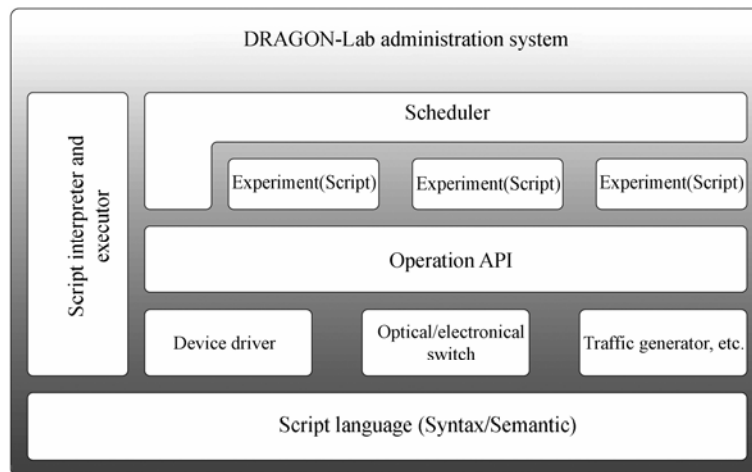 DRAGON-Lab administration system
Script interpreter and
executor
Scheduler
Experiment(Script)
Experiment(Script)
Experiment(Script)
Operation API
Device driver
Optical/electronical
switch
Traffic generator, etc.
Script language (Syntax/Semantic)